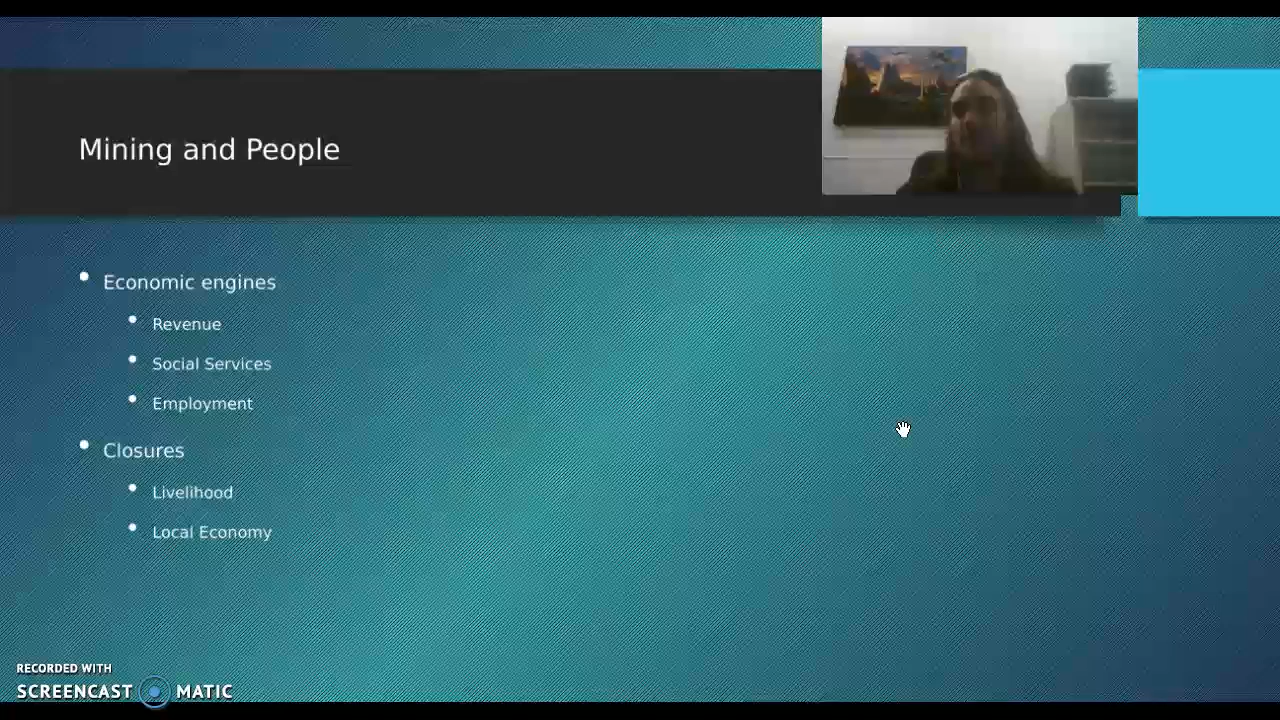 Mining and People
Economic engines
Revenue
Social Services
Employment
Closures
Livelihood
Local Economy
RECORDED WITH
SCREENCAST MATIC